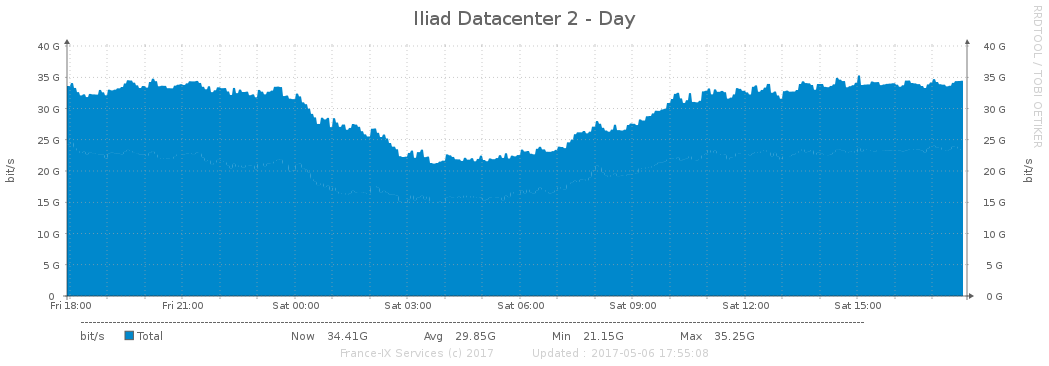 Iliad Datacenter 2 - Day
RRDTOOL / TOBI OETIKER
bit/s
bit/s
40 G 40 G
35 G 35 G
30 G 30 G
25 G 25 G
20 G 20 G
15 G 15 G
10 G 10 G
5 G 5 G
0 0 G
Fri 18:00 Fri 21:00 Sat 00:00 Sat 03:00 Sat 06:00 Sat 09:00 Sat 12:00 Sat 15:00
bit/s Total Now 34.41G Avg 29.85G Min 21.15G Max 35.25G
France-IX Services (c) 2017 Updated : 2017-05-06 17:55:08